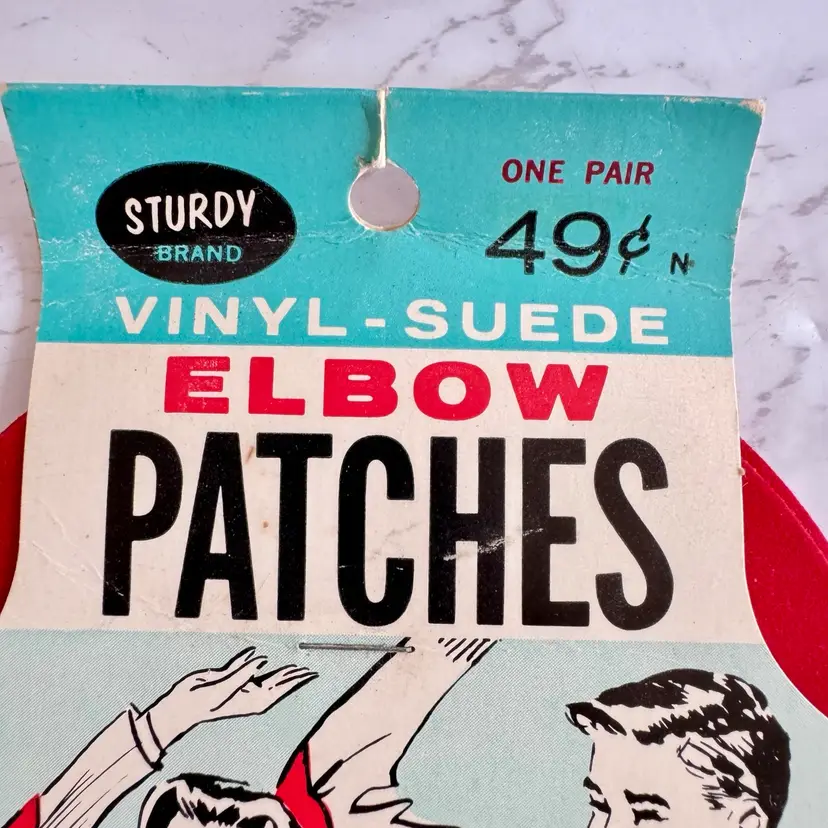 STURDY
BRAND
ONE PAIR
49¢ N
VINYL-SUEDE
ELBOW
PATCHES